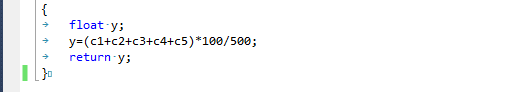 {
float y;
y=(c1+c2+c3+c4+c5)*100/500;
return y;
}